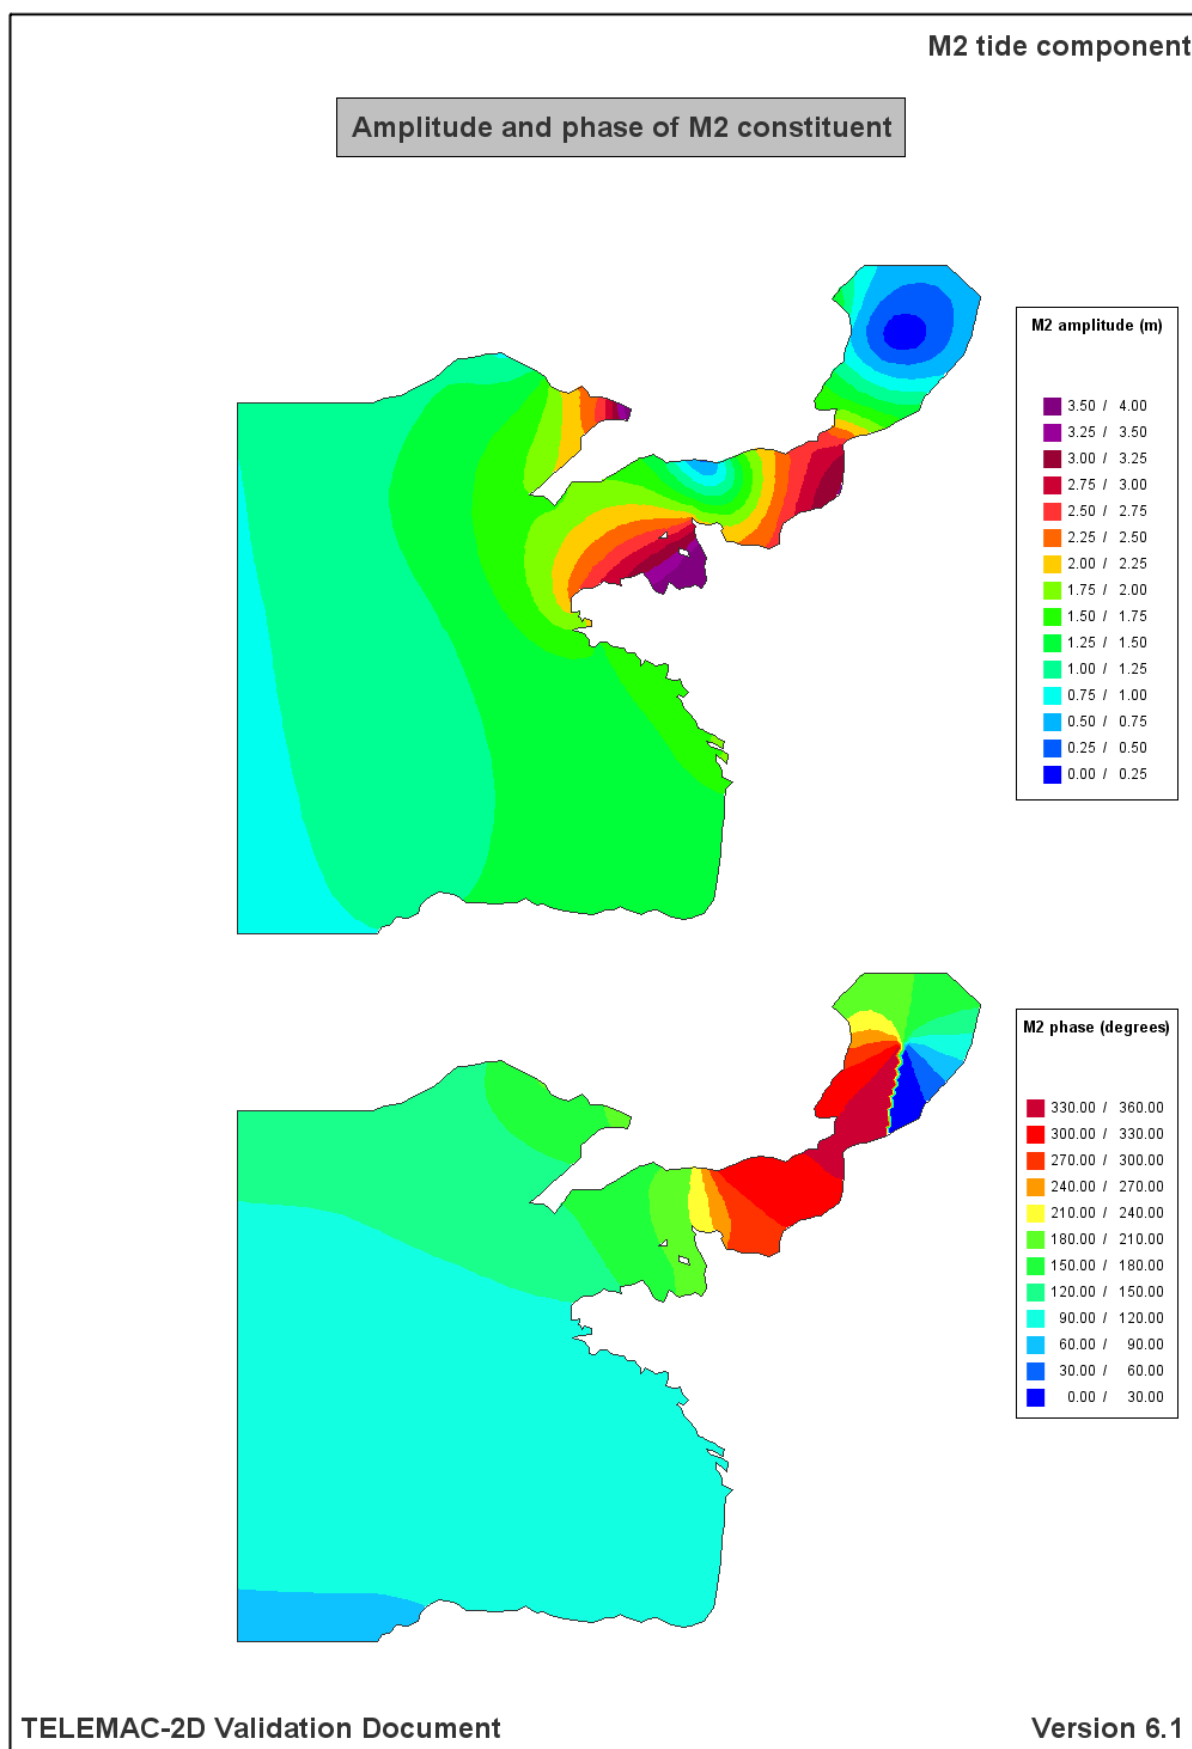 M2 tide component
Amplitude and phase of M2 constituent
M2 amplitude (m)
3.50 / 4.00
3.25 / 3.50
3.00 / 3.25
2.75 / 3.00
2.50 / 2.75
2.25 / 2.50
2.00 / 2.25
1.75 / 2.00
1.50 / 1.75
1.25 / 1.50
1.00 / 1.25
0.75 / 1.00
0.50 / 0.75
0.25 / 0.50
0.00 / 0.25
M2 phase (degrees)
330.00 / 360.00
300.00 / 330.00
270.00 / 300.00
240.00 / 270.00
210.00 / 240.00
180.00 / 210.00
150.00 / 180.00
120.00 / 150.00
90.00 / 120.00
60.00 / 90.00
30.00 / 60.00
0.00 / 30.00
TELEMAC-2D Validation Document
Version 6.1